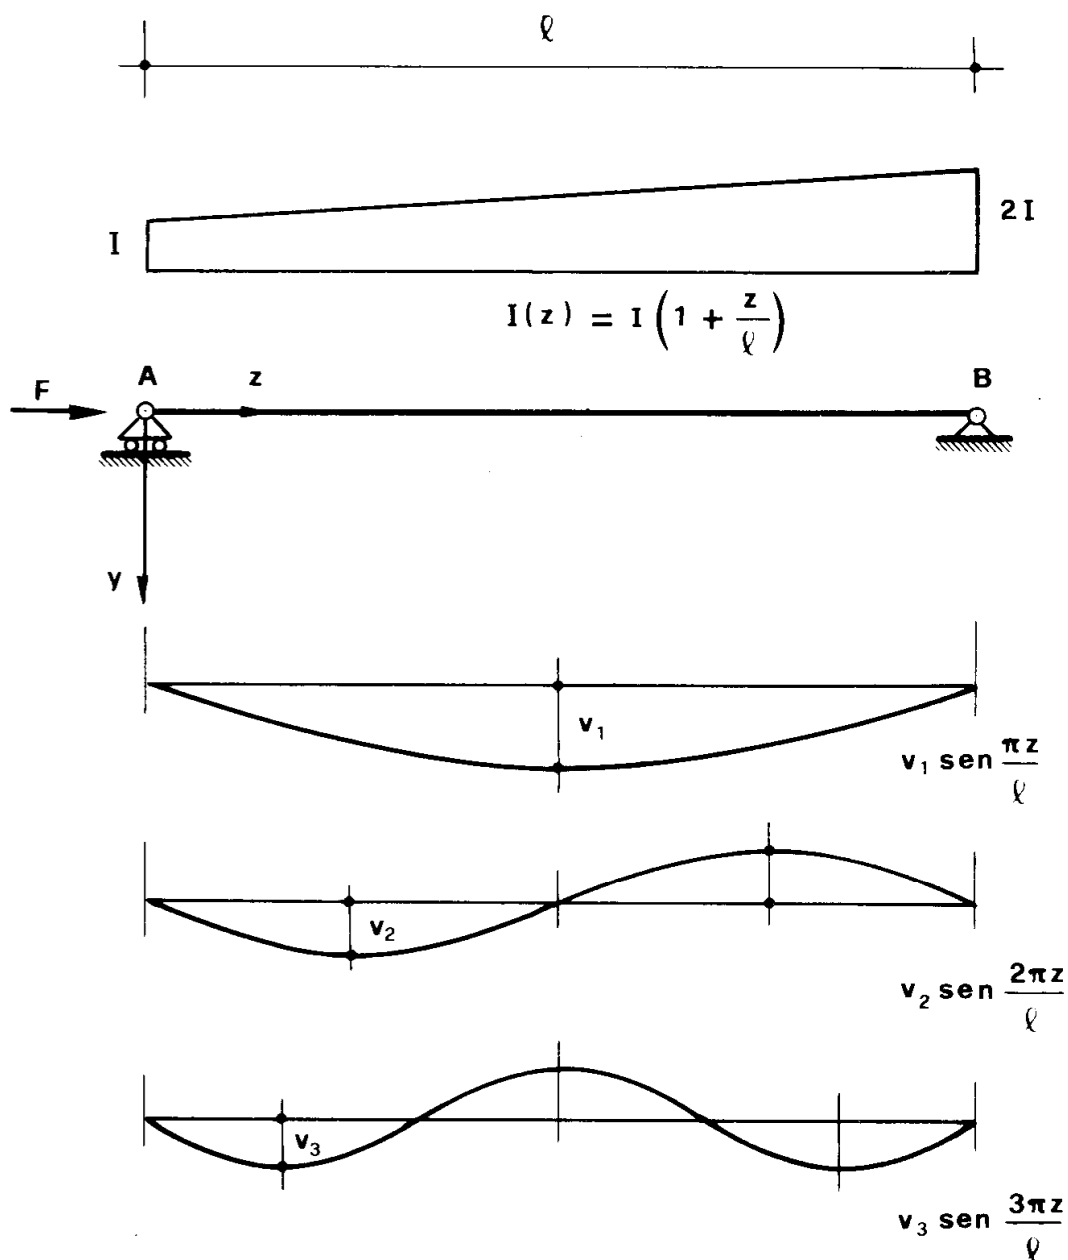 ℓ
I
2I
I(z) = I(1 + z/ℓ)
F
A
z
B
y
v₁
v₁ sen πz/ℓ
v₂
v₂ sen 2πz/ℓ
v₃
v₃ sen 3πz/ℓ